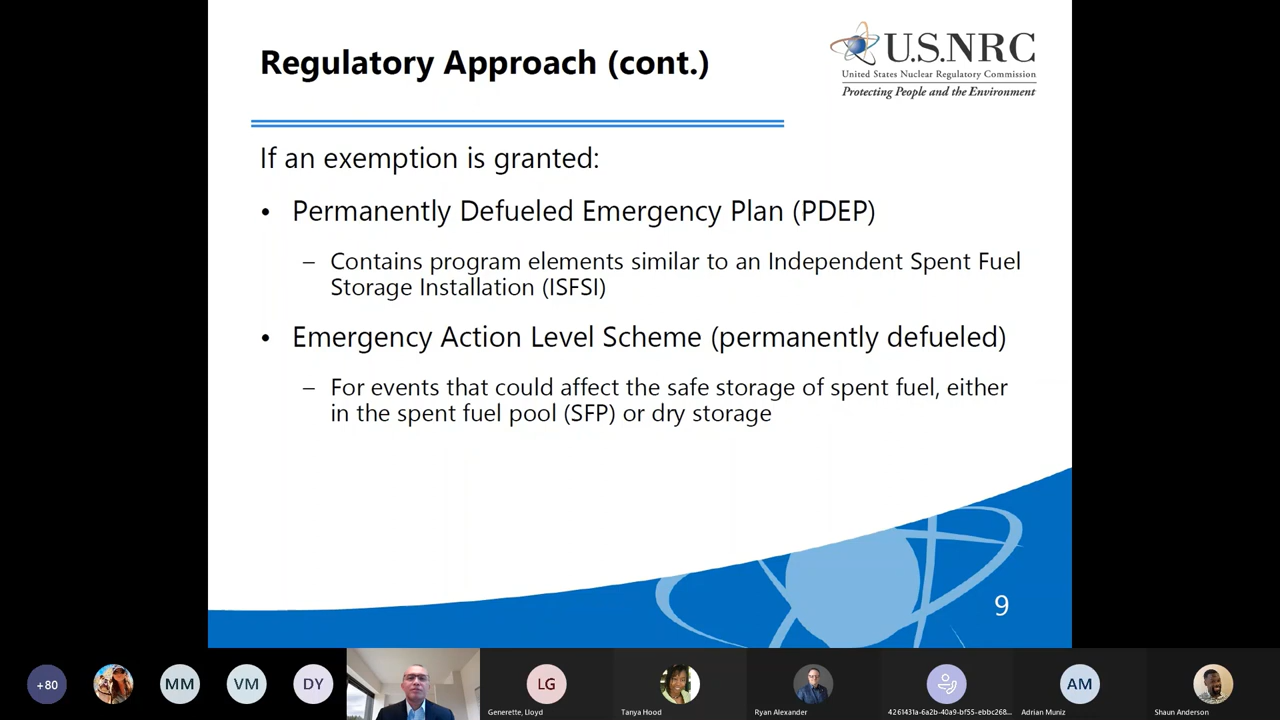 Regulatory Approach (cont.)
U.S.NRC
United States Nuclear Regulatory Commission
Protecting People and the Environment
If an exemption is granted:
• Permanently Defueled Emergency Plan (PDEP)
– Contains program elements similar to an Independent Spent Fuel
Storage Installation (ISFSI)
• Emergency Action Level Scheme (permanently defueled)
– For events that could affect the safe storage of spent fuel, either
in the spent fuel pool (SFP) or dry storage
9
+80
MM
VM
DY
LG
AM
Generette, Lloyd
Tanya Hood
Ryan Alexander
4261431a-6a2b-40a9-bf55-ebbc268...
Adrian Muniz
Shaun Anderson